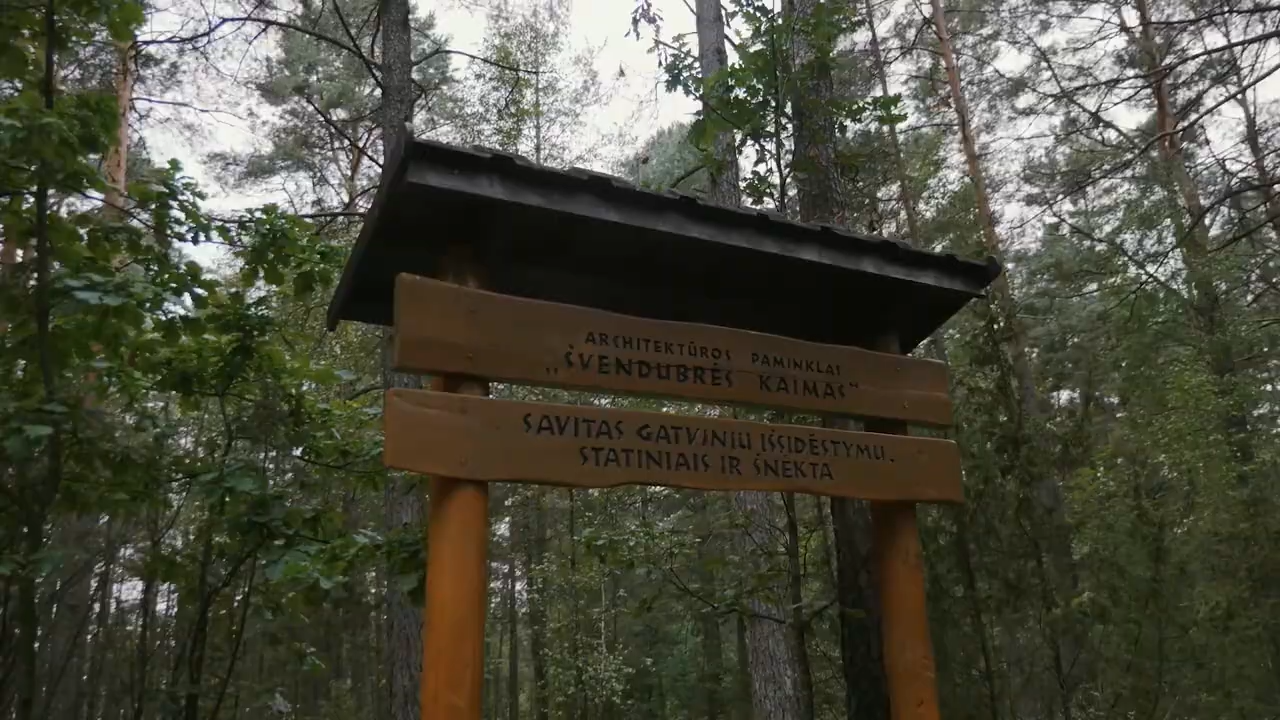 ARCHITEKTŪROS PAMINKLAI
„ŠVENDUBRĖS KAIMAS“
SAVITAS GATVINIU IŠSIDĖSTYMU,
STATINIAIS IR ŠNEKTA